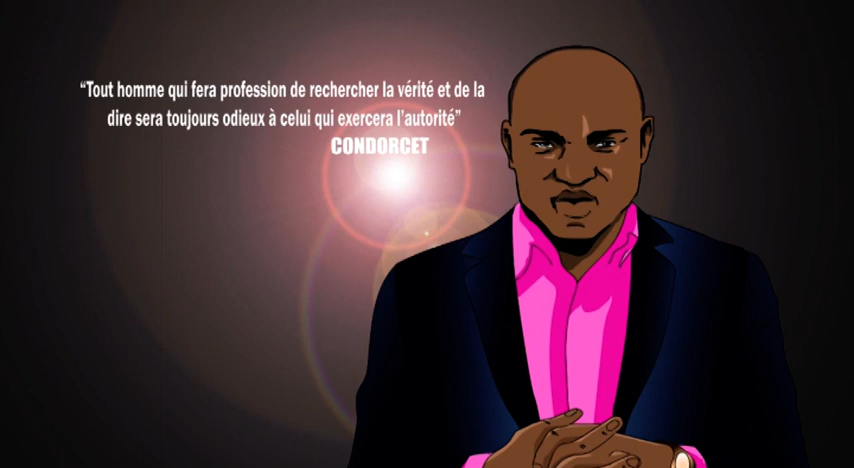 “Tout homme qui fera profession de rechercher la vérité et de la
dire sera toujours odieux à celui qui exercera l’autorité”
CONDORCET